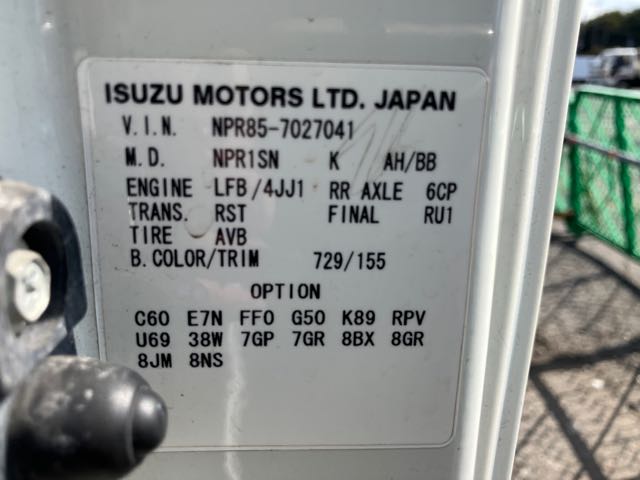 ISUZU MOTORS LTD. JAPAN
V.I.N. NPR85-7027041
M.D. NPR1SN K AH/BB
ENGINE LFB/4JJ1 RR AXLE 6CP
TRANS. RST FINAL RU1
TIRE AVB
B.COLOR/TRIM 729/155
OPTION
C60 E7N FF0 G50 K89 RPV
U69 38W 7GP 7GR 8BX 8GR
8JM 8NS